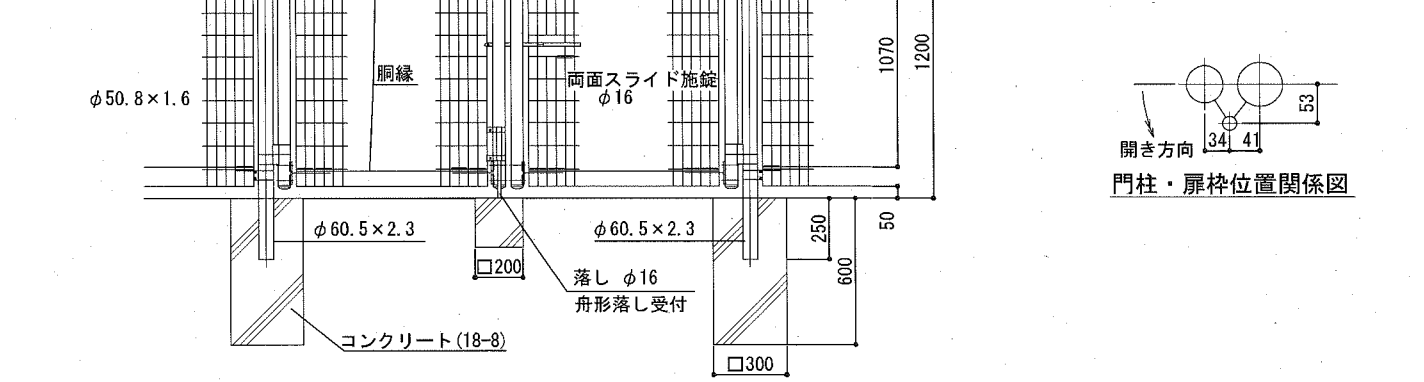 胴縁
φ50.8×1.6
両面スライド施錠
φ16
1070
1200
φ60.5×2.3
φ60.5×2.3
□200
落し φ16
舟形落し受付
コンクリート(18-8)
250
600
50
□300
53
34
41
開き方向
門柱・扉枠位置関係図